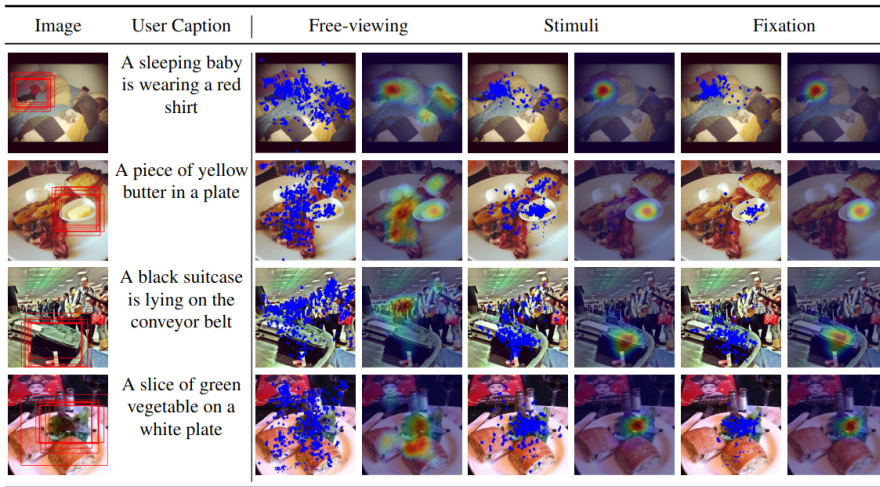 Image User Caption Free-viewing Stimuli Fixation
A sleeping baby
is wearing a red
shirt
A piece of yellow
butter in a plate
A black suitcase
is lying on the
conveyor belt
A slice of green
vegetable on a
white plate